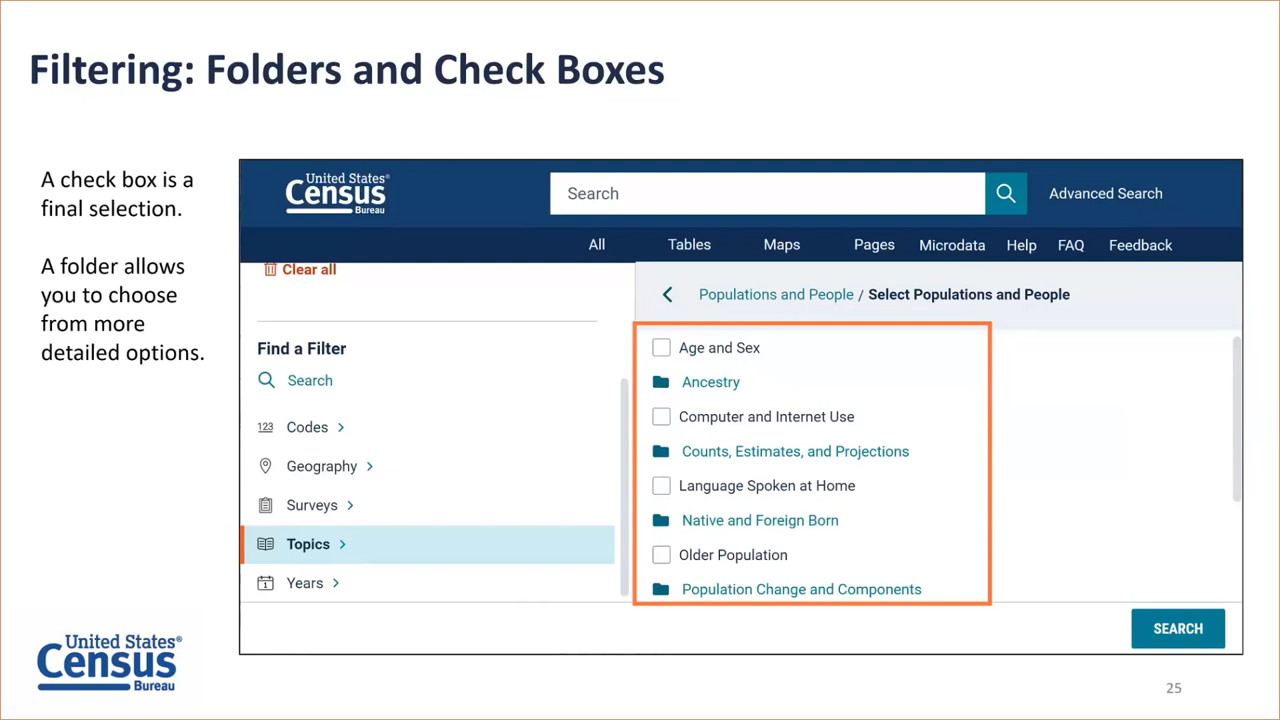 Filtering: Folders and Check Boxes
A check box is a
final selection.
A folder allows
you to choose
from more
detailed options.
United States®
Census
Bureau
Search
Advanced Search
All Tables Maps Pages Microdata Help FAQ Feedback
Clear all
Populations and People / Select Populations and People
Find a Filter
Search
123 Codes
Geography
Surveys
Topics
1 Years
Age and Sex
Ancestry
Computer and Internet Use
Counts, Estimates, and Projections
Language Spoken at Home
Native and Foreign Born
Older Population
Population Change and Components
SEARCH
United States®
Census
Bureau
25